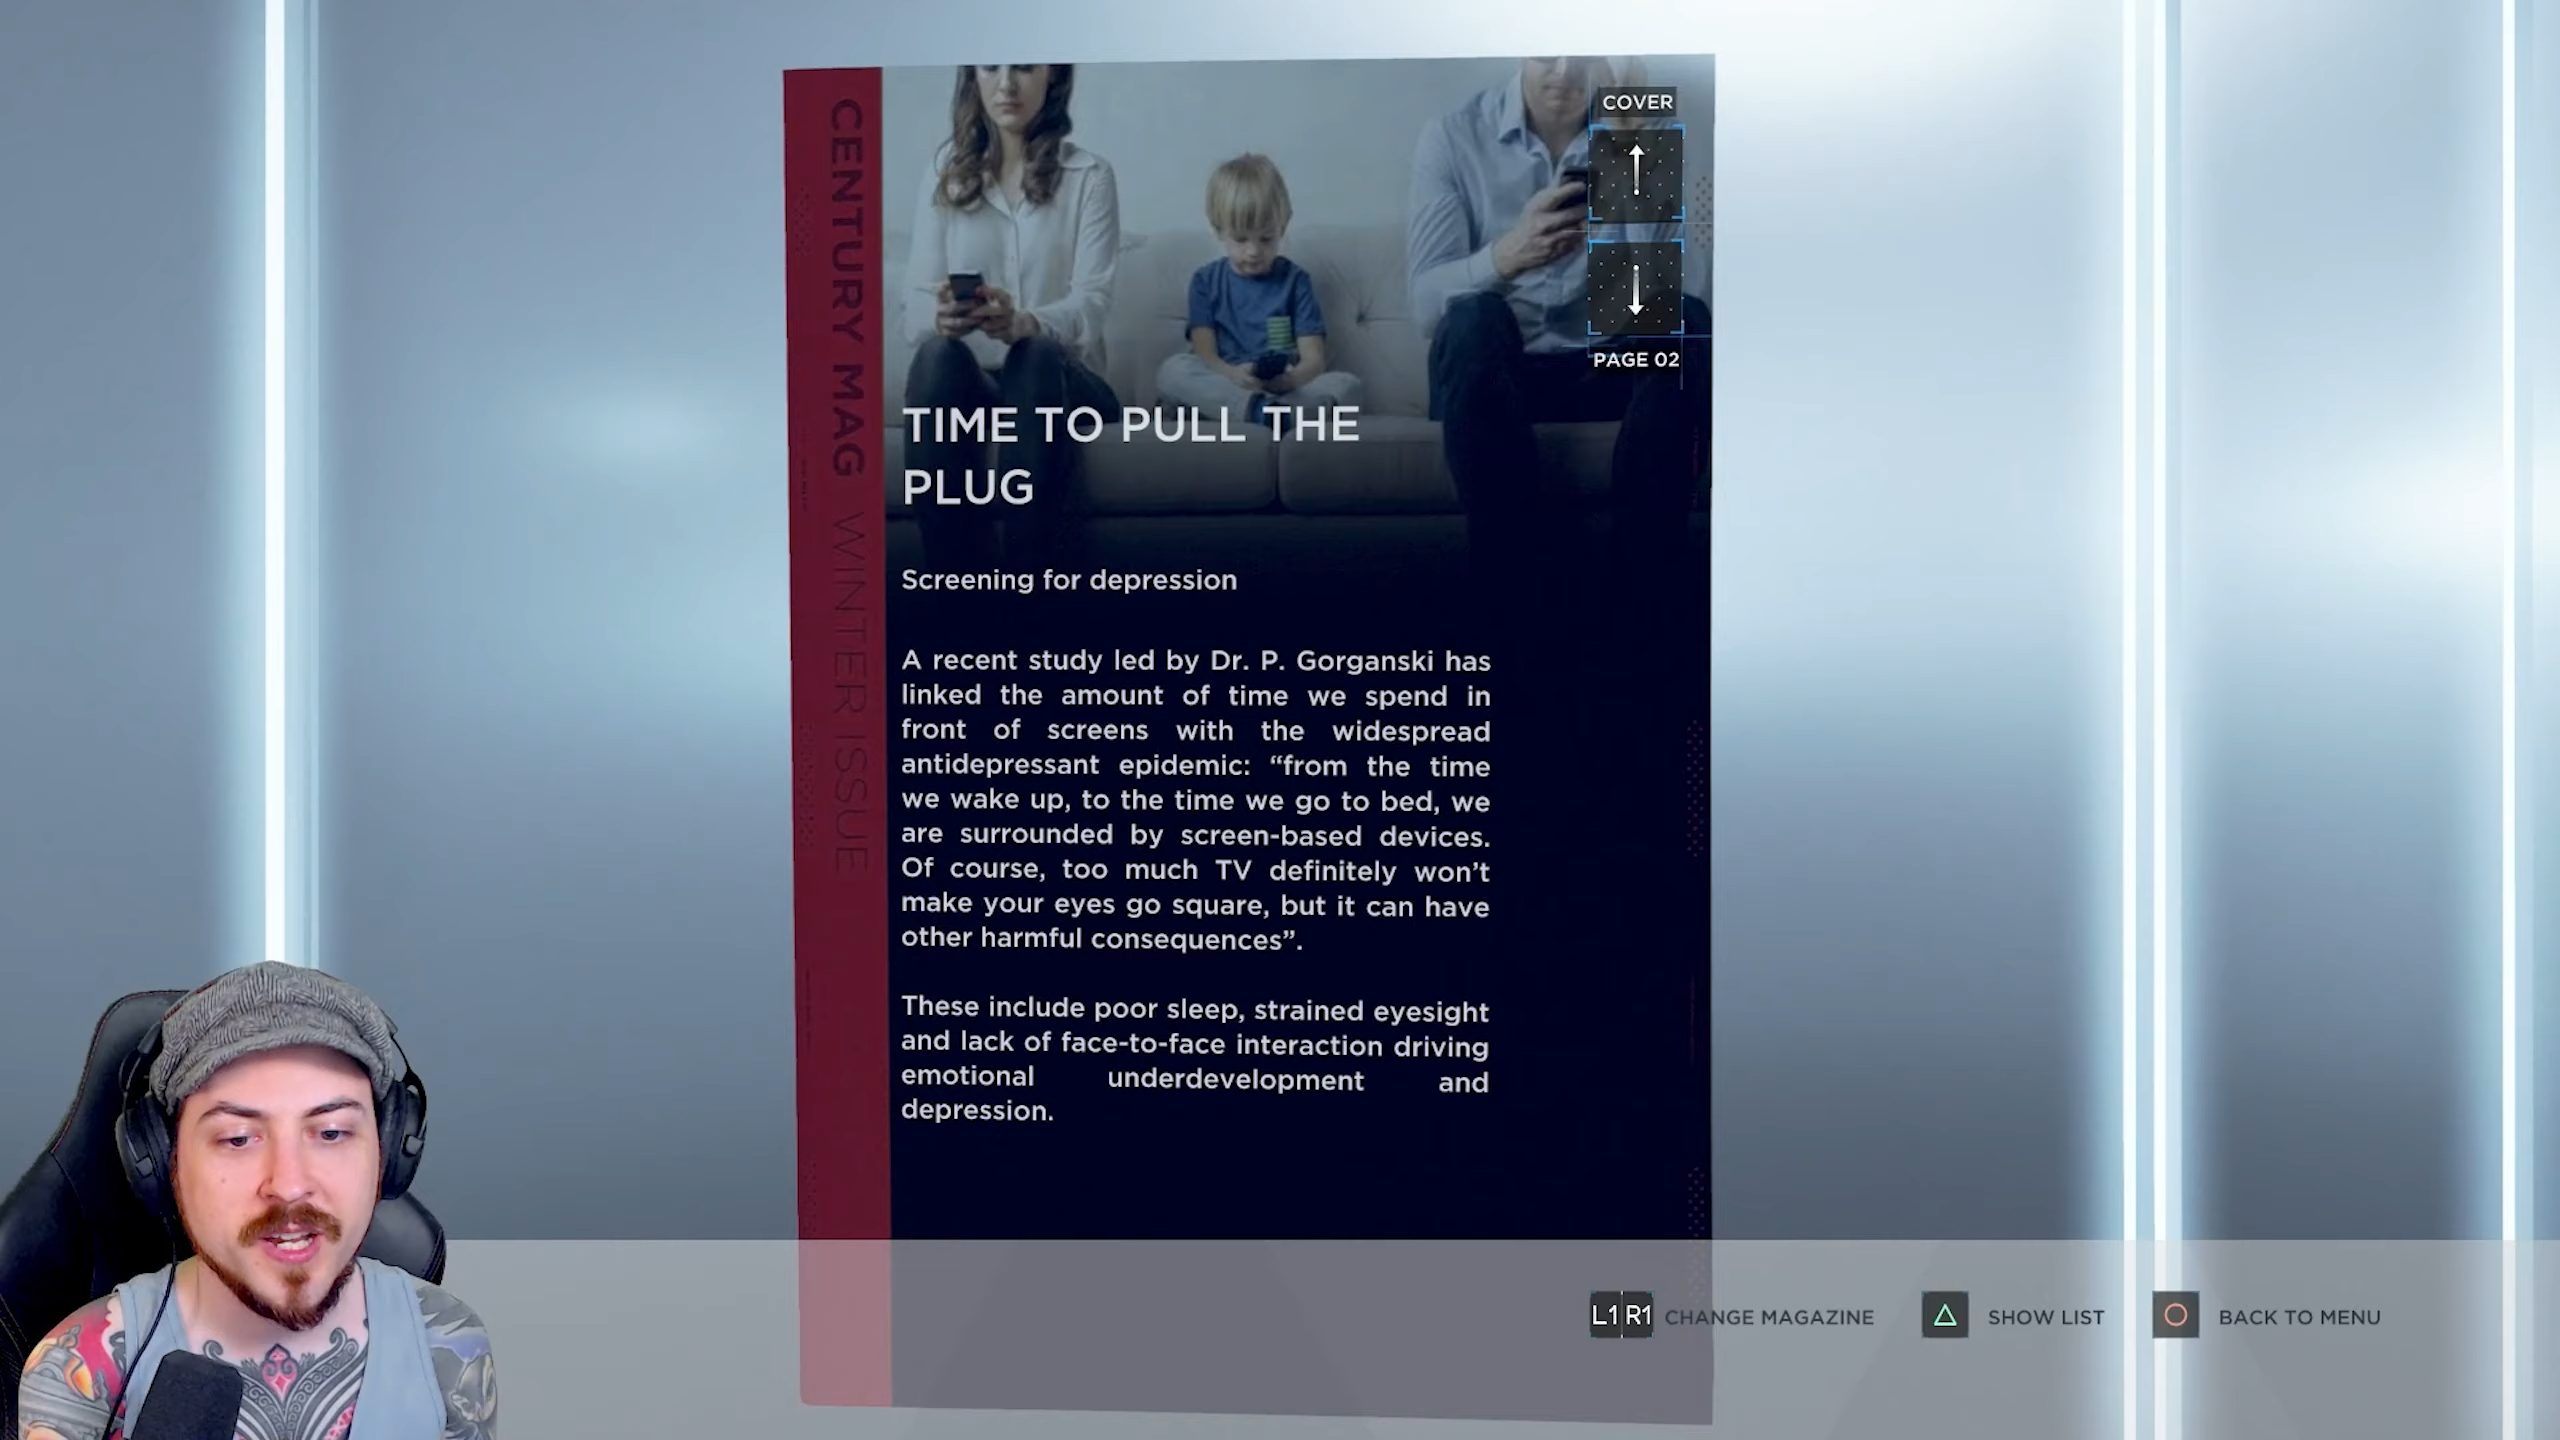 CENTURY MAG WINTER ISSUE
COVER
PAGE 02
TIME TO PULL THE
PLUG
Screening for depression
A recent study led by Dr. P. Gorganski has
linked the amount of time we spend in
front of screens with the widespread
antidepressant epidemic: “from the time
we wake up, to the time we go to bed, we
are surrounded by screen-based devices.
Of course, too much TV definitely won’t
make your eyes go square, but it can have
other harmful consequences”.
These include poor sleep, strained eyesight
and lack of face-to-face interaction driving
emotional underdevelopment and
depression.
L1 R1 CHANGE MAGAZINE SHOW LIST BACK TO MENU